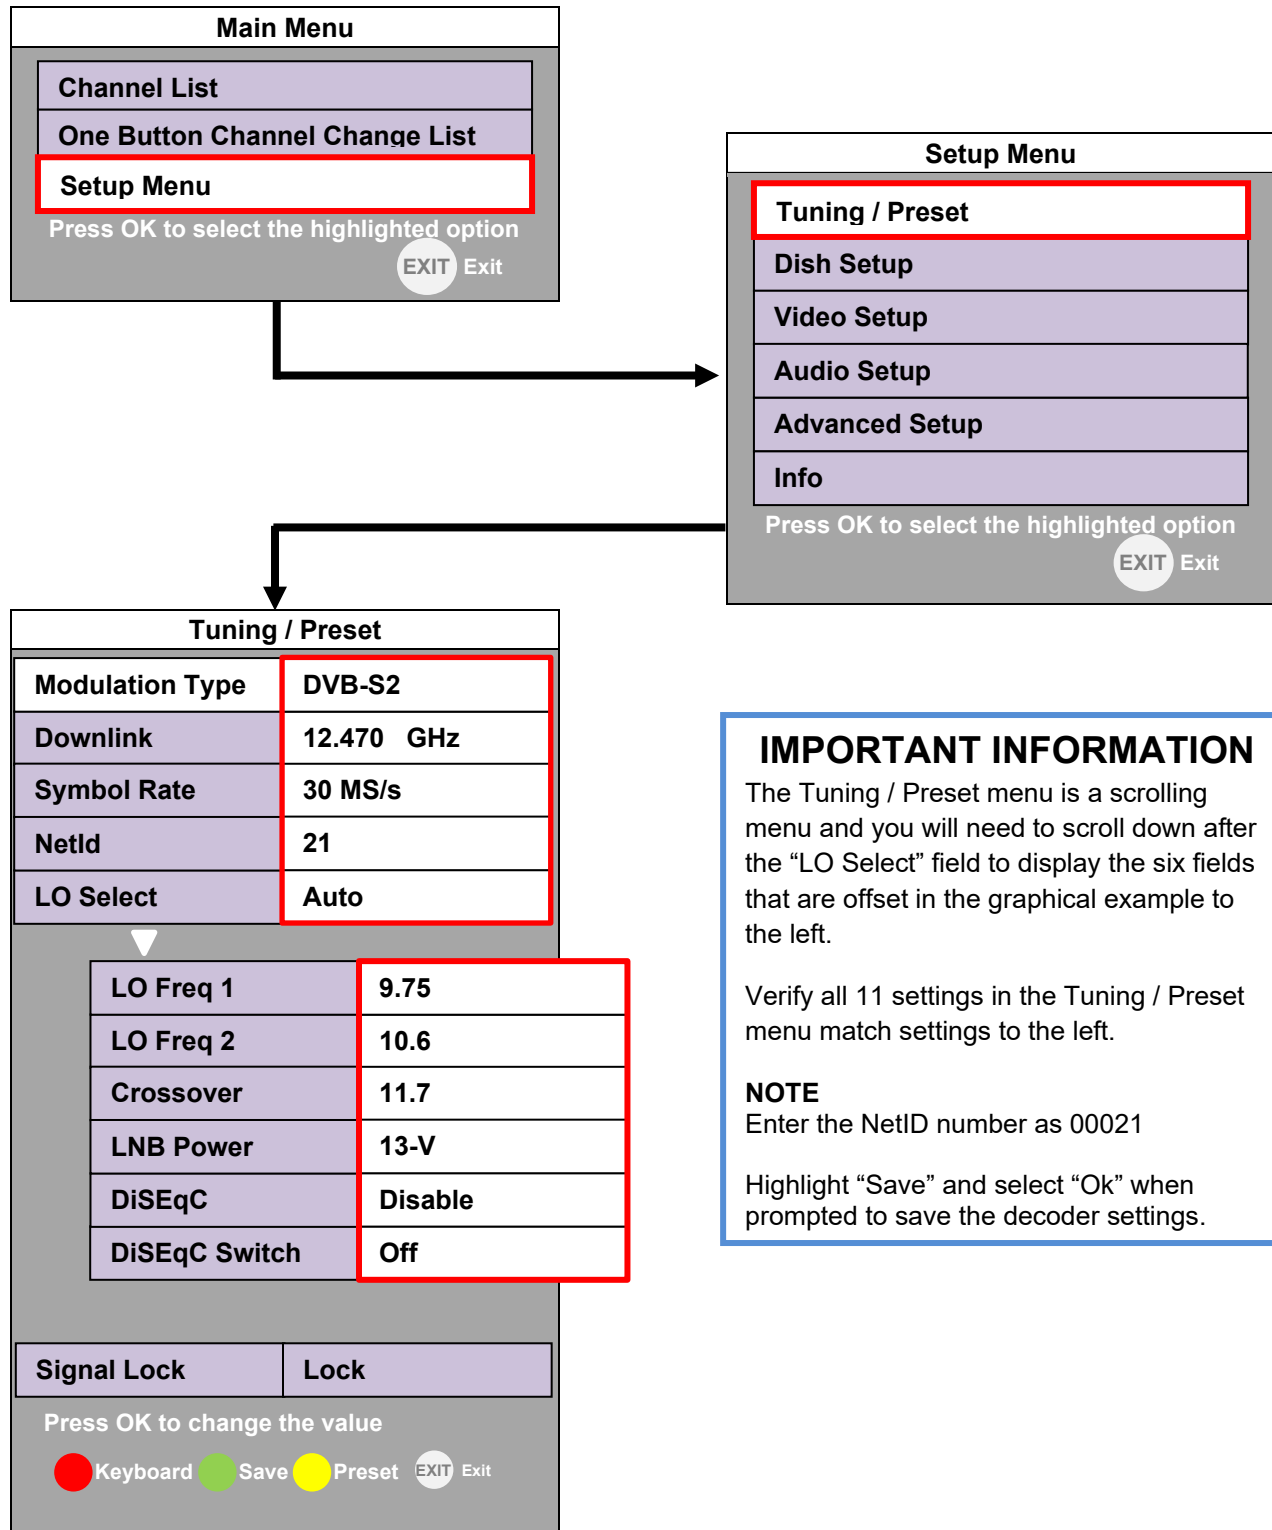 Main Menu
Channel List
One Button Channel Change List
Setup Menu
Press OK to select the highlighted option
EXIT Exit
Setup Menu
Tuning / Preset
Dish Setup
Video Setup
Audio Setup
Advanced Setup
Info
Press OK to select the highlighted option
EXIT Exit
Tuning / Preset
Modulation Type DVB-S2
Downlink 12.470 GHz
Symbol Rate 30 MS/s
NetId 21
LO Select Auto
LO Freq 1 9.75
LO Freq 2 10.6
Crossover 11.7
LNB Power 13-V
DiSEqC Disable
DiSEqC Switch Off
Signal Lock Lock
Press OK to change the value
Keyboard Save Preset EXIT Exit
IMPORTANT INFORMATION
The Tuning / Preset menu is a scrolling
menu and you will need to scroll down after
the “LO Select” field to display the six fields
that are offset in the graphical example to
the left.
Verify all 11 settings in the Tuning / Preset
menu match settings to the left.
NOTE
Enter the NetID number as 00021
Highlight “Save” and select “Ok” when
prompted to save the decoder settings.